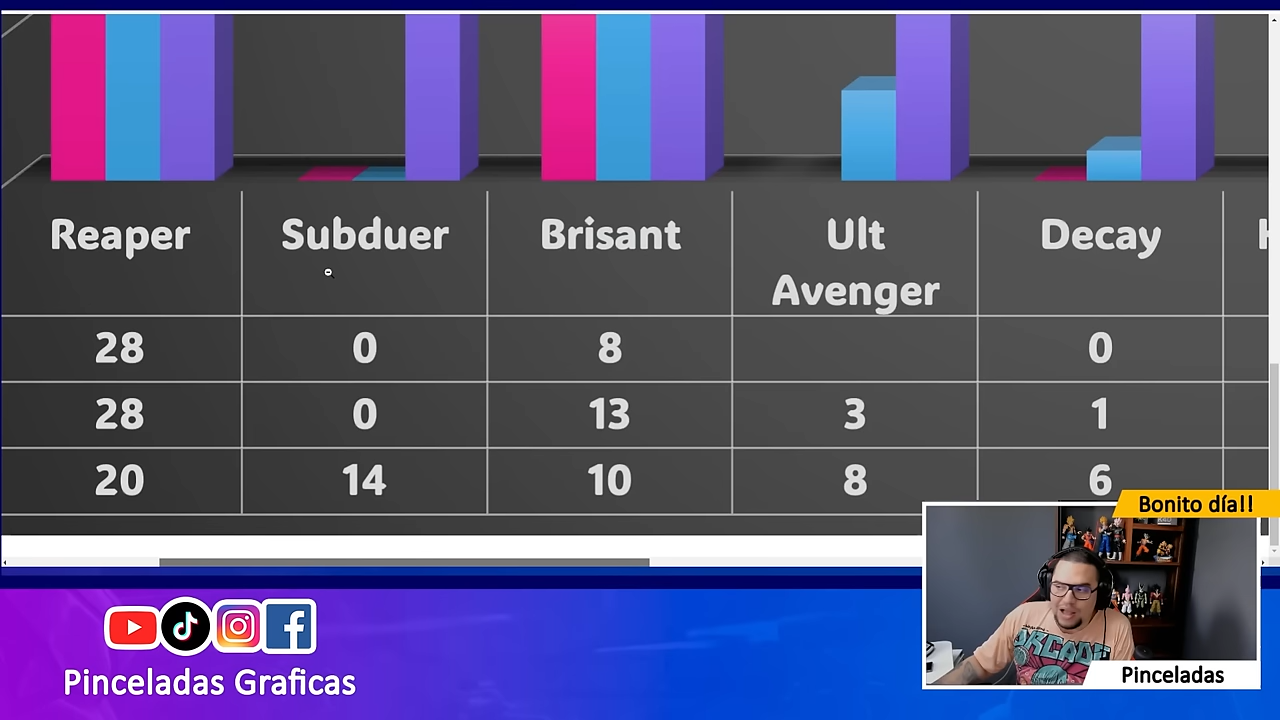 Reaper Subduer Brisant Ult Avenger Decay
28 0 8 0
28 0 13 3 1
20 14 10 8 6
Bonito día!!
ARCADE
Pinceladas
Pinceladas Graficas